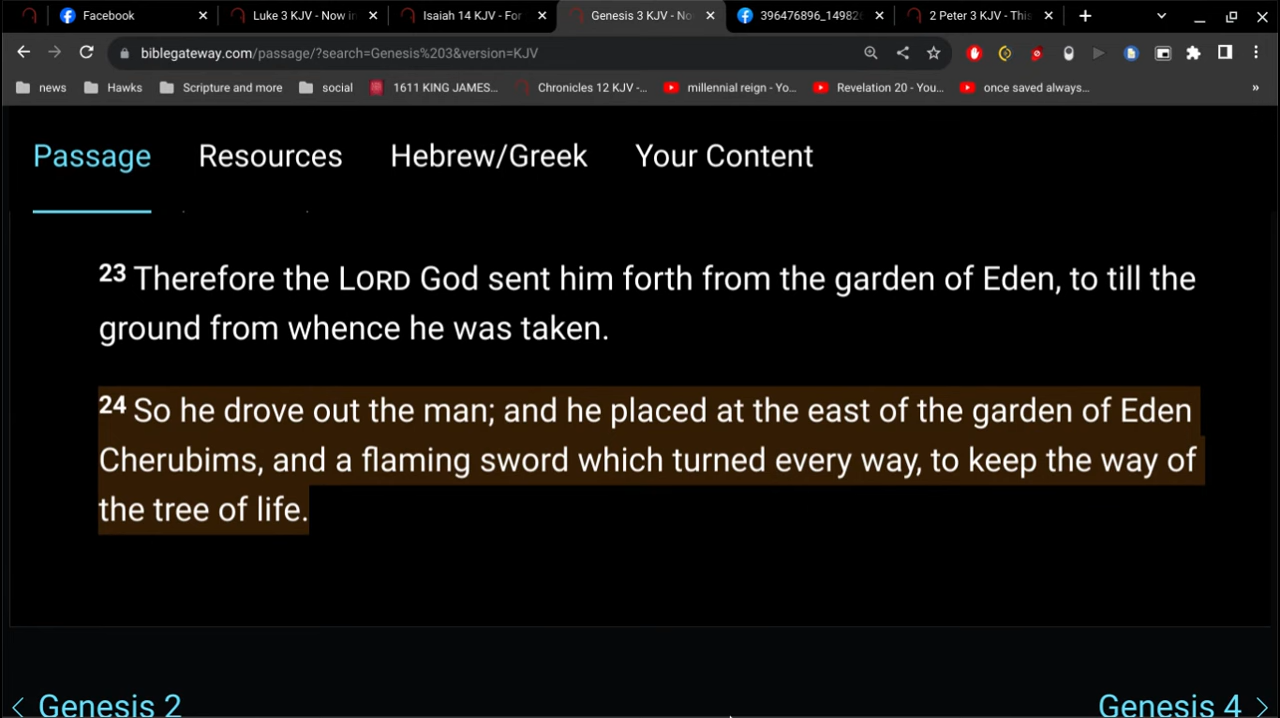 Facebook
Luke 3 KJV - Now in
Isaiah 14 KJV - For
Genesis 3 KJV - No
396476896_14982
2 Peter 3 KJV - This
biblegateway.com/passage/?search=Genesis%203&version=KJV
news
Hawks
Scripture and more
social
1611 KING JAMES...
Chronicles 12 KJV -...
millennial reign - Yo...
Revelation 20 - You...
once saved always...
»
Passage
Resources
Hebrew/Greek
Your Content
23 Therefore the LORD God sent him forth from the garden of Eden, to till the
ground from whence he was taken.
24 So he drove out the man; and he placed at the east of the garden of Eden
Cherubims, and a flaming sword which turned every way, to keep the way of
the tree of life.
Genesis 2
Genesis 4